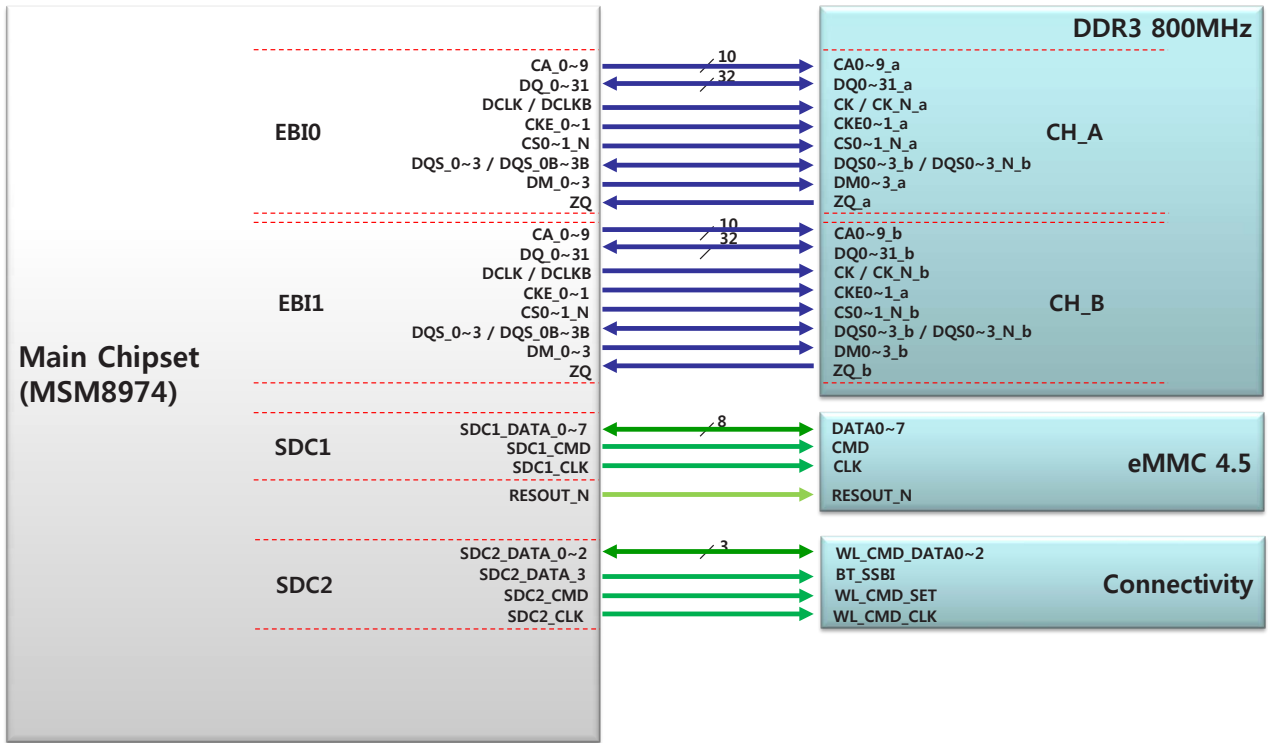 DDR3 800MHz
CA_0~9 10 CA0~9_a
DQ_0~31 32 DQ0~31_a
DCLK / DCLKB CK / CK_N_a
EBI0 CKE_0~1 CKE0~1_a CH_A
CS0~1_N CS0~1_N_a
DQS_0~3 / DQS_0B~3B DQS0~3_b / DQS0~3_N_b
DM_0~3 DM0~3_a
ZQ ZQ_a
CA_0~9 10 CA0~9_b
DQ_0~31 32 DQ0~31_b
DCLK / DCLKB CK / CK_N_b
EBI1 CKE_0~1 CKE0~1_a CH_B
CS0~1_N CS0~1_N_b
DQS_0~3 / DQS_0B~3B DQS0~3_b / DQS0~3_N_b
DM_0~3 DM0~3_b
ZQ ZQ_b
Main Chipset
(MSM8974)
SDC1_DATA_0~7 8 DATA0~7
SDC1 SDC1_CMD CMD
SDC1_CLK CLK eMMC 4.5
RESOUT_N RESOUT_N
SDC2_DATA_0~2 3 WL_CMD_DATA0~2
SDC2 SDC2_DATA_3 BT_SSBI Connectivity
SDC2_CMD WL_CMD_SET
SDC2_CLK WL_CMD_CLK